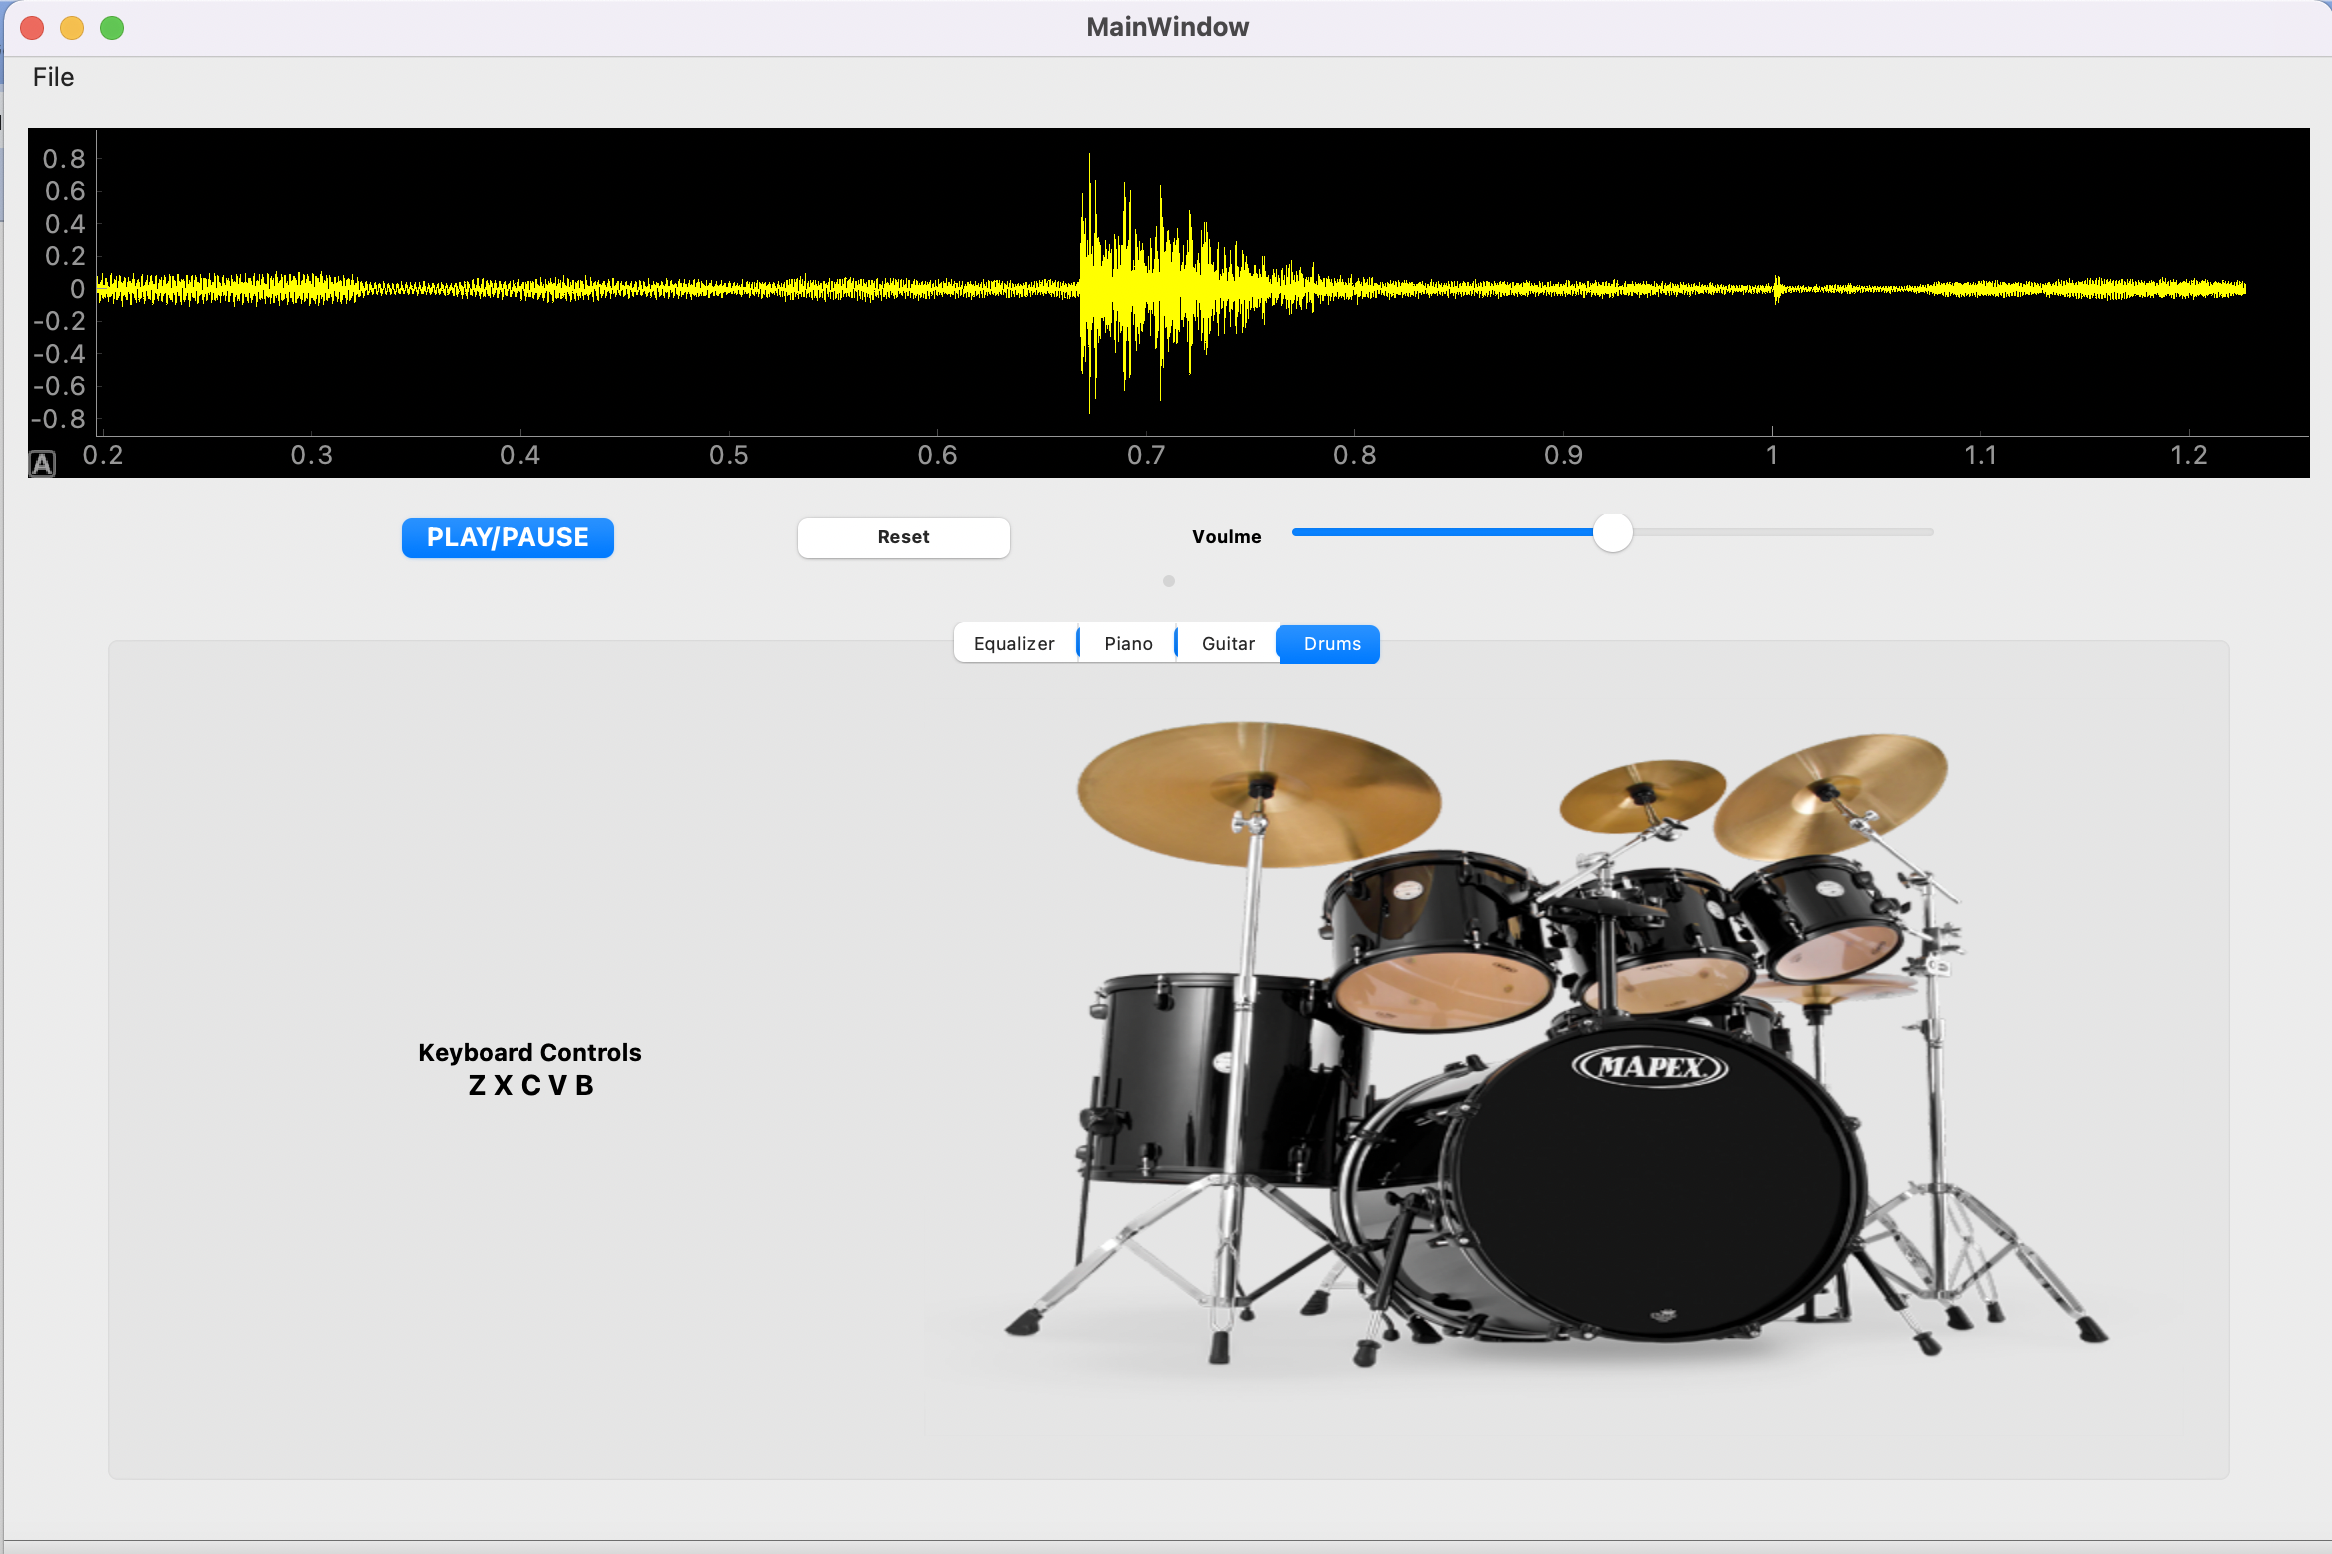 MainWindow
File
0.8
0.6
0.4
0.2
0
-0.2
-0.4
-0.6
-0.8
A 0.2 0.3 0.4 0.5 0.6 0.7 0.8 0.9 1 1.1 1.2
PLAY/PAUSE Reset Voulme
Equalizer Piano Guitar Drums
Keyboard Controls
Z X C V B
MAPEX